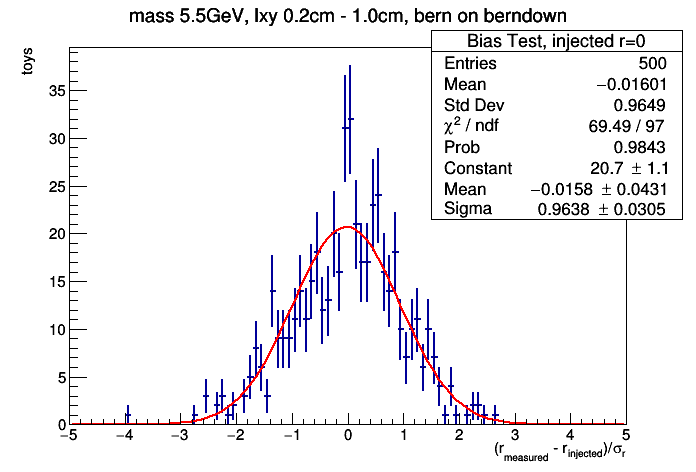 mass 5.5GeV, lxy 0.2cm - 1.0cm, bern on berndown
Bias Test, injected r=0
Entries 500
Mean −0.01601
Std Dev 0.9649
χ² / ndf 69.49 / 97
Prob 0.9843
Constant 20.7 ± 1.1
Mean −0.0158 ± 0.0431
Sigma 0.9638 ± 0.0305
toys
35
30
25
20
15
10
5
0
−5 −4 −3 −2 −1 0 1 2 3 4 5
(r_measured - r_injected)/σ_r